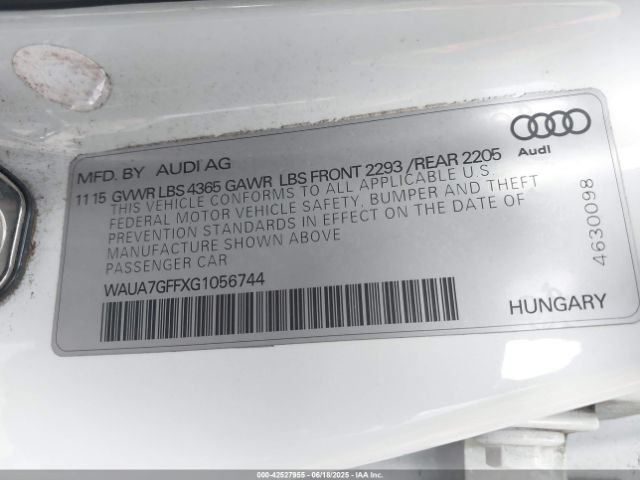 MFD. BY AUDI AG
11 15 GVWR LBS 4365 GAWR LBS FRONT 2293 /REAR 2205
THIS VEHICLE CONFORMS TO ALL APPLICABLE U.S.
FEDERAL MOTOR VEHICLE SAFETY, BUMPER AND THEFT
PREVENTION STANDARDS IN EFFECT ON THE DATE OF
MANUFACTURE SHOWN ABOVE
PASSENGER CAR
WAUA7GFFXG1056744
Audi
4630098
HUNGARY
000-42527955 - 06/18/2025 - IAAI.COM